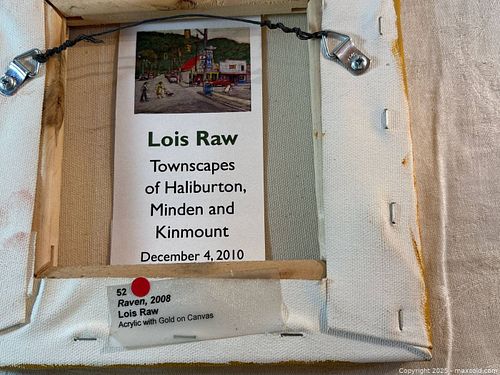 Lois Raw
Townscapes
of Haliburton,
Minden and
Kinmount
December 4, 2010
52
Raven, 2008
Lois Raw
Acrylic with Gold on Canvas
Copyright 2025 - maxsold.com